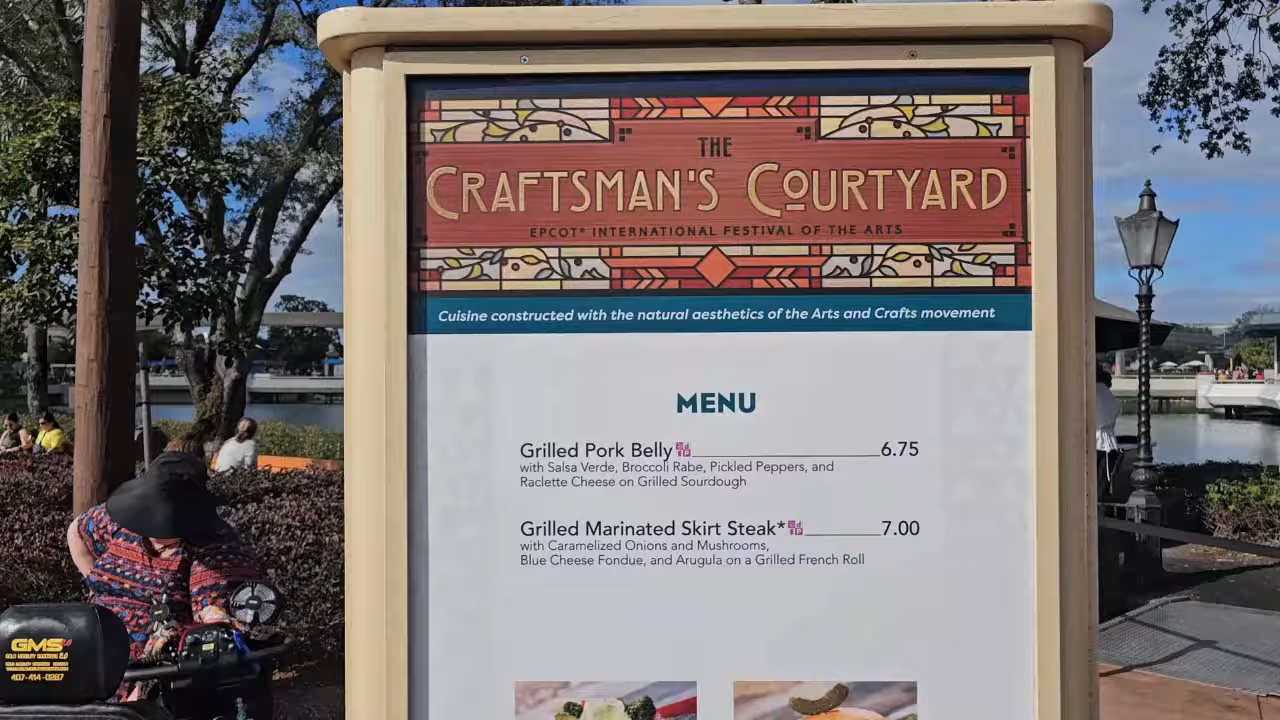 THE
CRAFTSMAN'S COURTYARD
EPCOT® INTERNATIONAL FESTIVAL OF THE ARTS
Cuisine constructed with the natural aesthetics of the Arts and Crafts movement
MENU
Grilled Pork Belly 6.75
with Salsa Verde, Broccoli Rabe, Pickled Peppers, and
Raclette Cheese on Grilled Sourdough
Grilled Marinated Skirt Steak* 7.00
with Caramelized Onions and Mushrooms,
Blue Cheese Fondue, and Arugula on a Grilled French Roll
GMS
407-414-0287